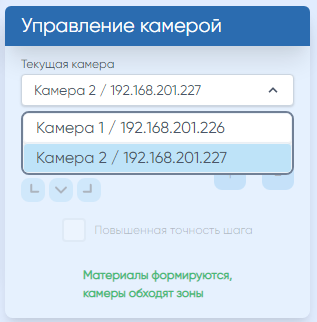 Управление камерой
Текущая камера
Камера 2 / 192.168.201.227
Камера 1 / 192.168.201.226
Камера 2 / 192.168.201.227
Повышенная точность шага
Материалы формируются,
камеры обходят зоны